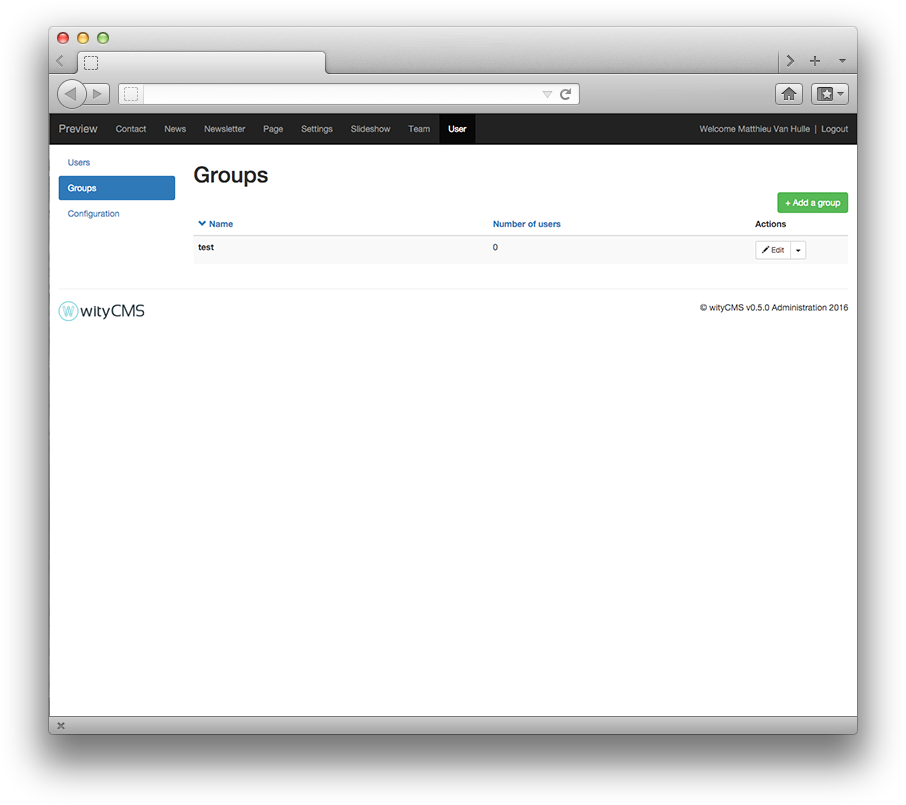 Preview Contact News Newsletter Page Settings Slideshow Team User Welcome Matthieu Van Hulle | Logout
Users
Groups
Configuration
Groups
+ Add a group
Name Number of users Actions
test 0 Edit
wityCMS © wityCMS v0.5.0 Administration 2016